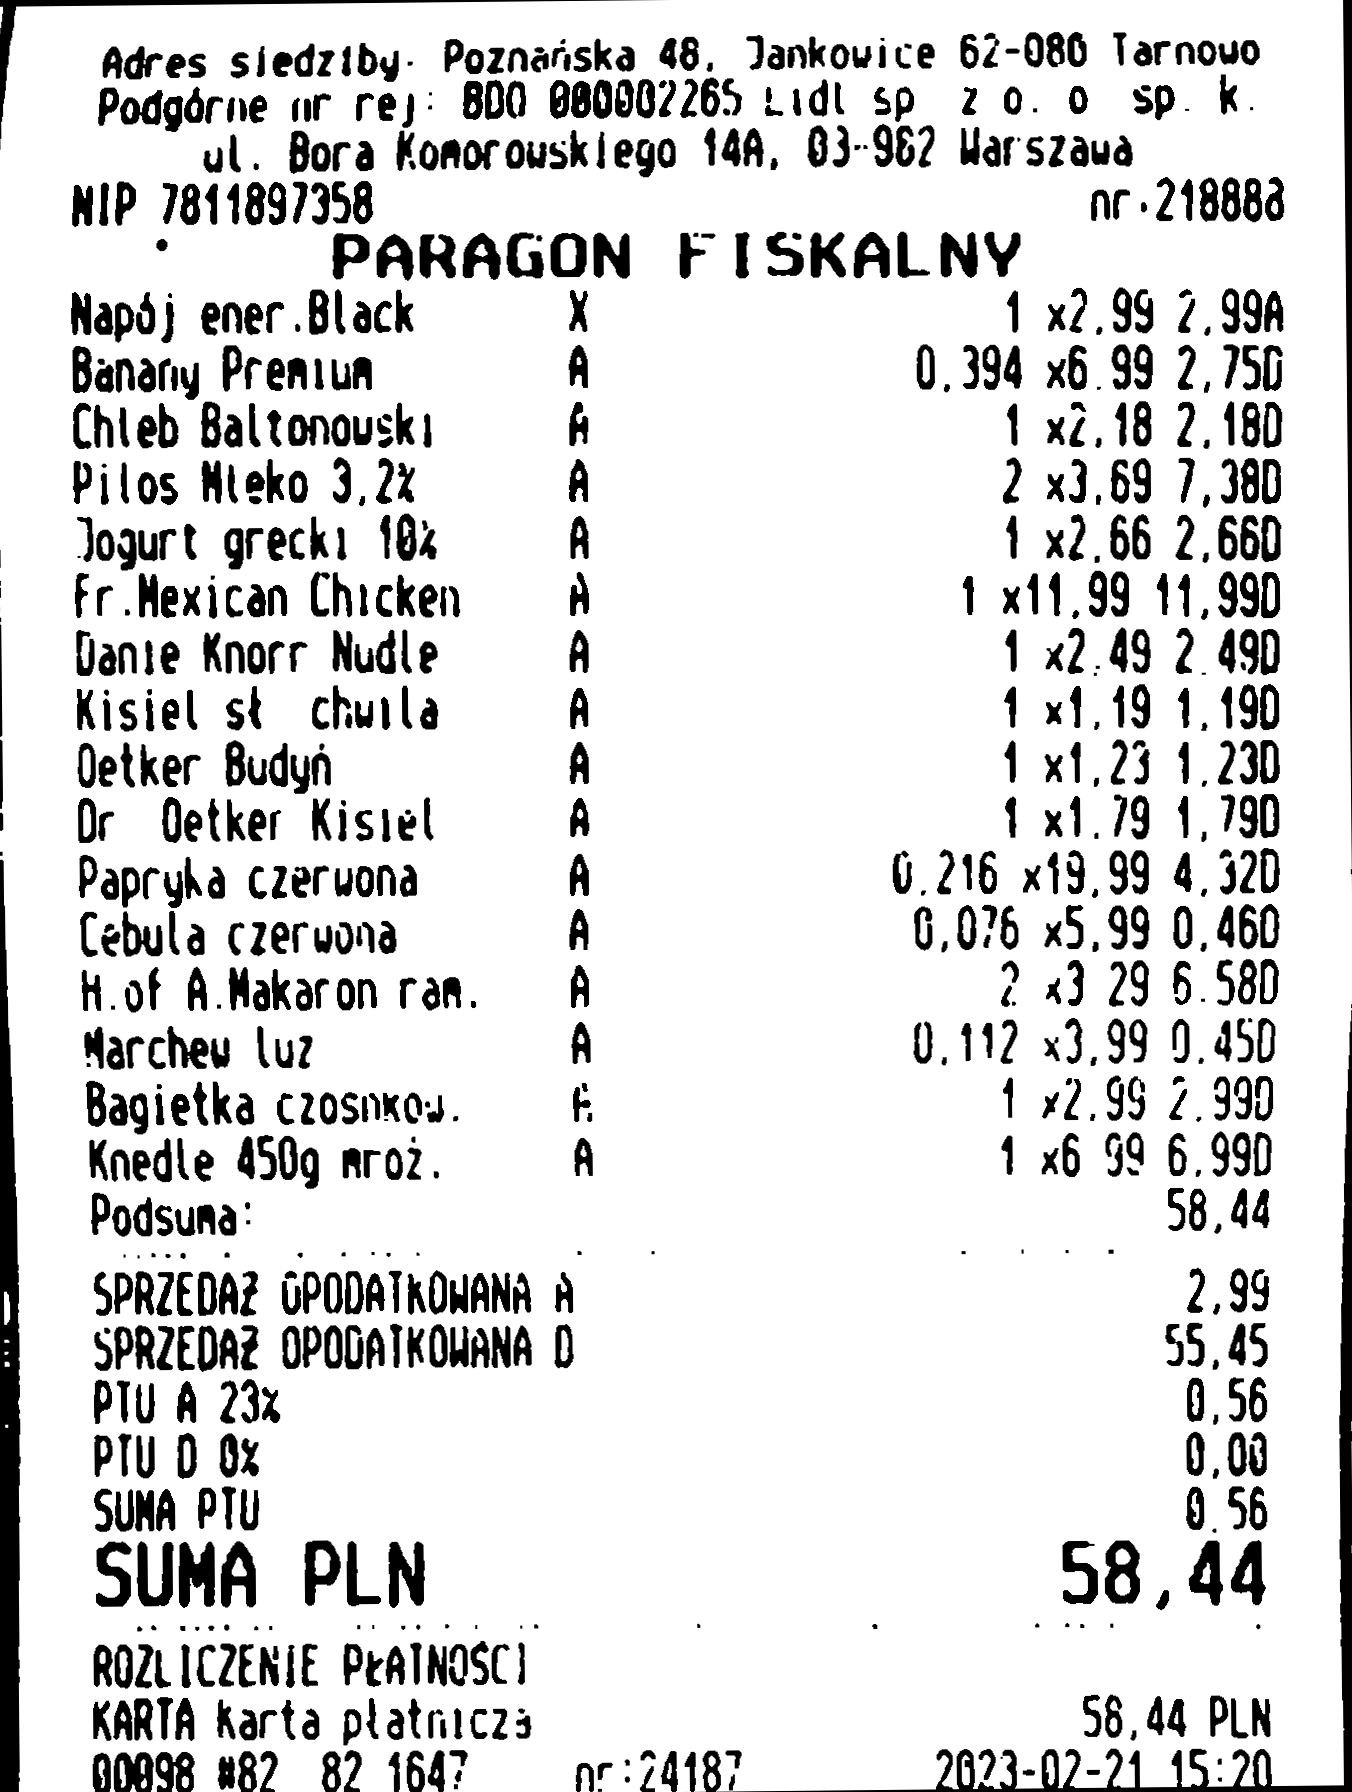 Adres siedziby: Poznańska 48, Jankowice 62-080 Tarnowo
Podgórne nr rej: BDO 000002265 Lidl sp z o. o sp. k.
ul. Bora Komorowskiego 14A, 03-982 Warszawa
NIP 7811897358 nr:218888
PARAGON FISKALNY
Napój ener.Black X 1 x2,99 2,99A
Banany Premium A 0,394 x6,99 2,75D
Chleb Baltonowski A 1 x2,18 2,18D
Pilos Mleko 3,2% A 2 x3,69 7,38D
Jogurt grecki 10% A 1 x2,66 2,66D
Fr.Mexican Chicken A 1 x11,99 11,99D
Danie Knorr Nudle A 1 x2,49 2,49D
Kisiel sł chwila A 1 x1,19 1,19D
Oetker Budyń A 1 x1,23 1,23D
Dr Oetker Kisiel A 1 x1,79 1,79D
Papryka czerwona A 0,216 x19,99 4,32D
Cebula czerwona A 0,076 x5,99 0,46D
H.of A.Makaron ram. A 2 x3,29 6,58D
Marchew luz A 0,112 x3,99 0,45D
Bagietka czosnkow. A 1 x2,99 2,99D
Knedle 450g mroż. A 1 x6,99 6,99D
Podsuma: 58,44
SPRZEDAŻ OPODATKOWANA A 2,99
SPRZEDAŻ OPODATKOWANA D 55,45
PTU A 23% 0,56
PTU D 0% 0,00
SUMA PTU 0,56
SUMA PLN 58,44
ROZLICZENIE PŁATNOŚCI
KARTA karta płatnicza 58,44 PLN
00098 #82 82 1647 nr:24187 2023-02-21 15:20